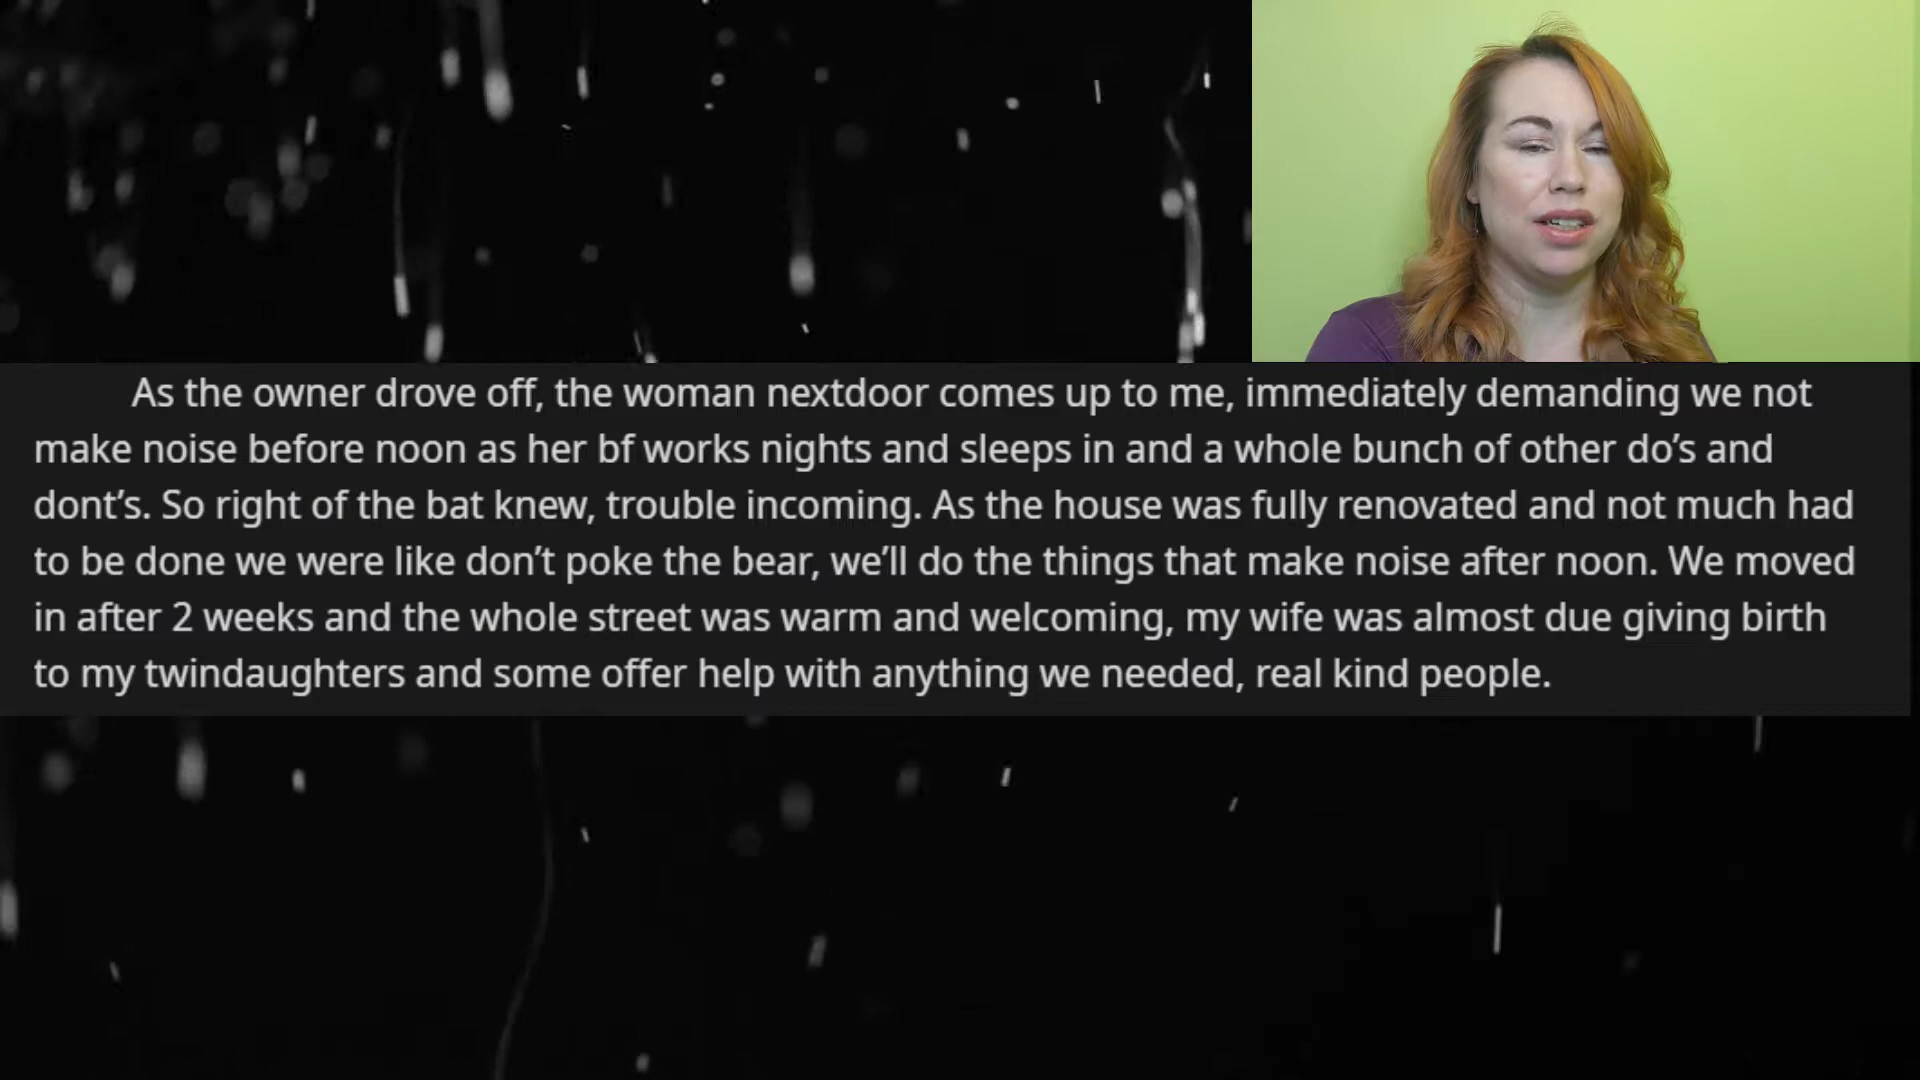 As the owner drove off, the woman nextdoor comes up to me, immediately demanding we not
make noise before noon as her bf works nights and sleeps in and a whole bunch of other do’s and
dont’s. So right of the bat knew, trouble incoming. As the house was fully renovated and not much had
to be done we were like don’t poke the bear, we’ll do the things that make noise after noon. We moved
in after 2 weeks and the whole street was warm and welcoming, my wife was almost due giving birth
to my twindaughters and some offer help with anything we needed, real kind people.